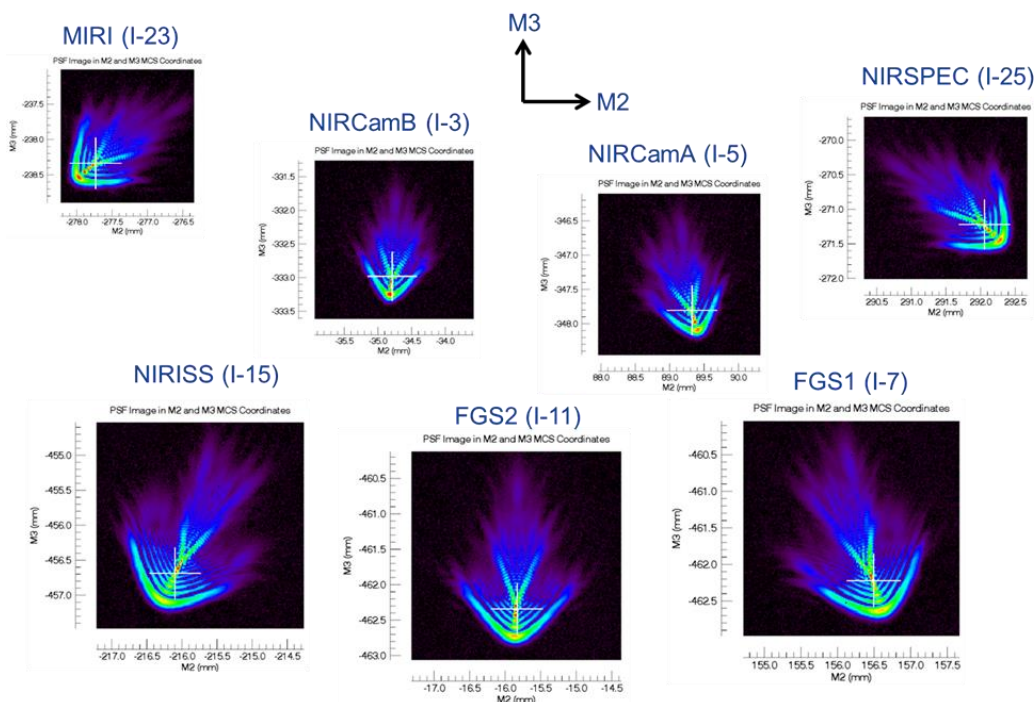 M3
M2
MIRI (I-23)
PSF Image in M2 and M3 MCS Coordinates
M3 (mm)
-237.5
-238.0
-238.5
-278.0
-277.5
-277.0
-276.5
M2 (mm)
NIRCamB (I-3)
PSF Image in M2 and M3 MCS Coordinates
M3 (mm)
-331.5
-332.0
-332.5
-333.0
-333.5
-35.5
-35.0
-34.5
-34.0
M2 (mm)
NIRCamA (I-5)
PSF Image in M2 and M3 MCS Coordinates
M3 (mm)
-346.5
-347.0
-347.5
-348.0
88.0
88.5
89.0
89.5
90.0
M2 (mm)
NIRSPEC (I-25)
PSF Image in M2 and M3 MCS Coordinates
M3 (mm)
-270.0
-270.5
-271.0
-271.5
-272.0
290.5
291.0
291.5
292.0
292.5
M2 (mm)
NIRISS (I-15)
PSF Image in M2 and M3 MCS Coordinates
M3 (mm)
-455.0
-455.5
-456.0
-456.5
-457.0
-217.0
-216.5
-216.0
-215.5
-215.0
-214.5
M2 (mm)
FGS2 (I-11)
PSF Image in M2 and M3 MCS Coordinates
M3 (mm)
-460.5
-461.0
-461.5
-462.0
-462.5
-463.0
-17.0
-16.5
-16.0
-15.5
-15.0
-14.5
M2 (mm)
FGS1 (I-7)
PSF Image in M2 and M3 MCS Coordinates
M3 (mm)
-460.5
-461.0
-461.5
-462.0
-462.5
155.0
155.5
156.0
156.5
157.0
157.5
M2 (mm)